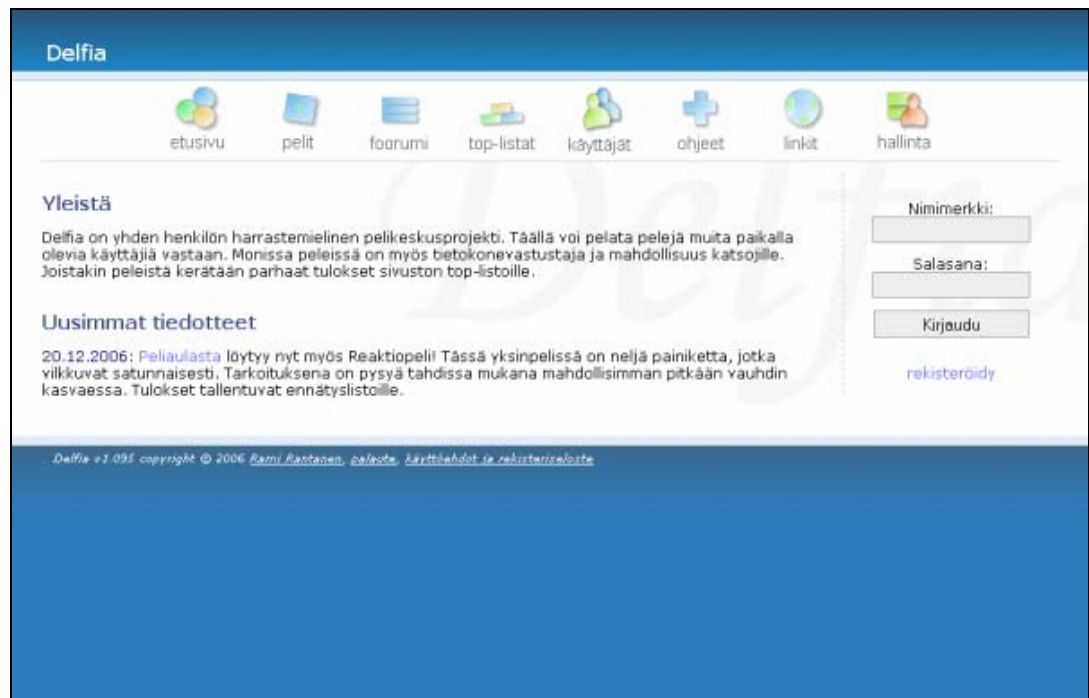 Delfia
etusivu pelit foorumi top-listat käyttäjät ohjeet linkit hallinta
Yleistä
Delfia on yhden henkilön harrastemielinen pelikeskusprojekti. Täällä voi pelata pelejä muita paikalla
olevia käyttäjiä vastaan. Monissa peleissä on myös tietokonevastustaja ja mahdollisuus katsojille.
Joistakin peleistä kerätään parhaat tulokset sivuston top-listoille.
Uusimmat tiedotteet
20.12.2006: Peliaulasta löytyy nyt myös Reaktiopeli! Tässä yksinpelissä on neljä painiketta, jotka
vilkkuvat satunnaisesti. Tarkoituksena on pysyä tahdissa mukana mahdollisimman pitkään vauhdin
kasvaessa. Tulokset tallentuvat ennätyslistoille.
Nimimerkki:
Salasana:
Kirjaudu
rekisteröidy
Delfia v1.095 copyright © 2006 Rami Rantanen, palaute, käyttöehdot ja rekisteriseloste
Delfia